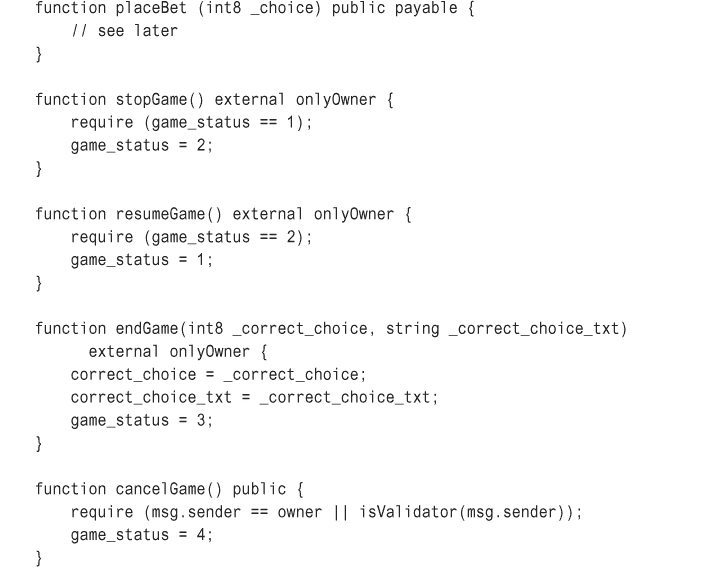 function placeBet (int8 _choice) public payable {
    // see later
}

function stopGame() external onlyOwner {
    require (game_status == 1);
    game_status = 2;
}

function resumeGame() external onlyOwner {
    require (game_status == 2);
    game_status = 1;
}

function endGame(int8 _correct_choice, string _correct_choice_txt)
      external onlyOwner {
    correct_choice = _correct_choice;
    correct_choice_txt = _correct_choice_txt;
    game_status = 3;
}

function cancelGame() public {
    require (msg.sender == owner || isValidator(msg.sender));
    game_status = 4;
}